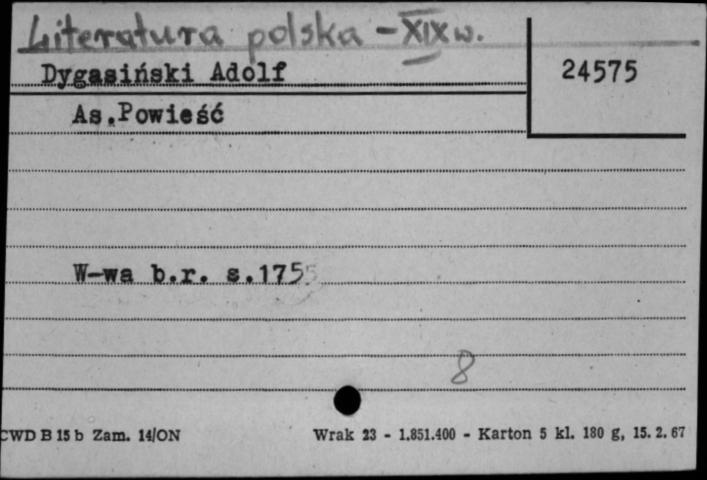 Literatura polska - XIX w.
Dygasiński Adolf
24575
As.Powieść
W-wa b.r. s.175
8
CWD B 15 b Zam. 14/ON
Wrak 23 - 1.851.400 - Karton 5 kl. 180 g, 15. 2. 67